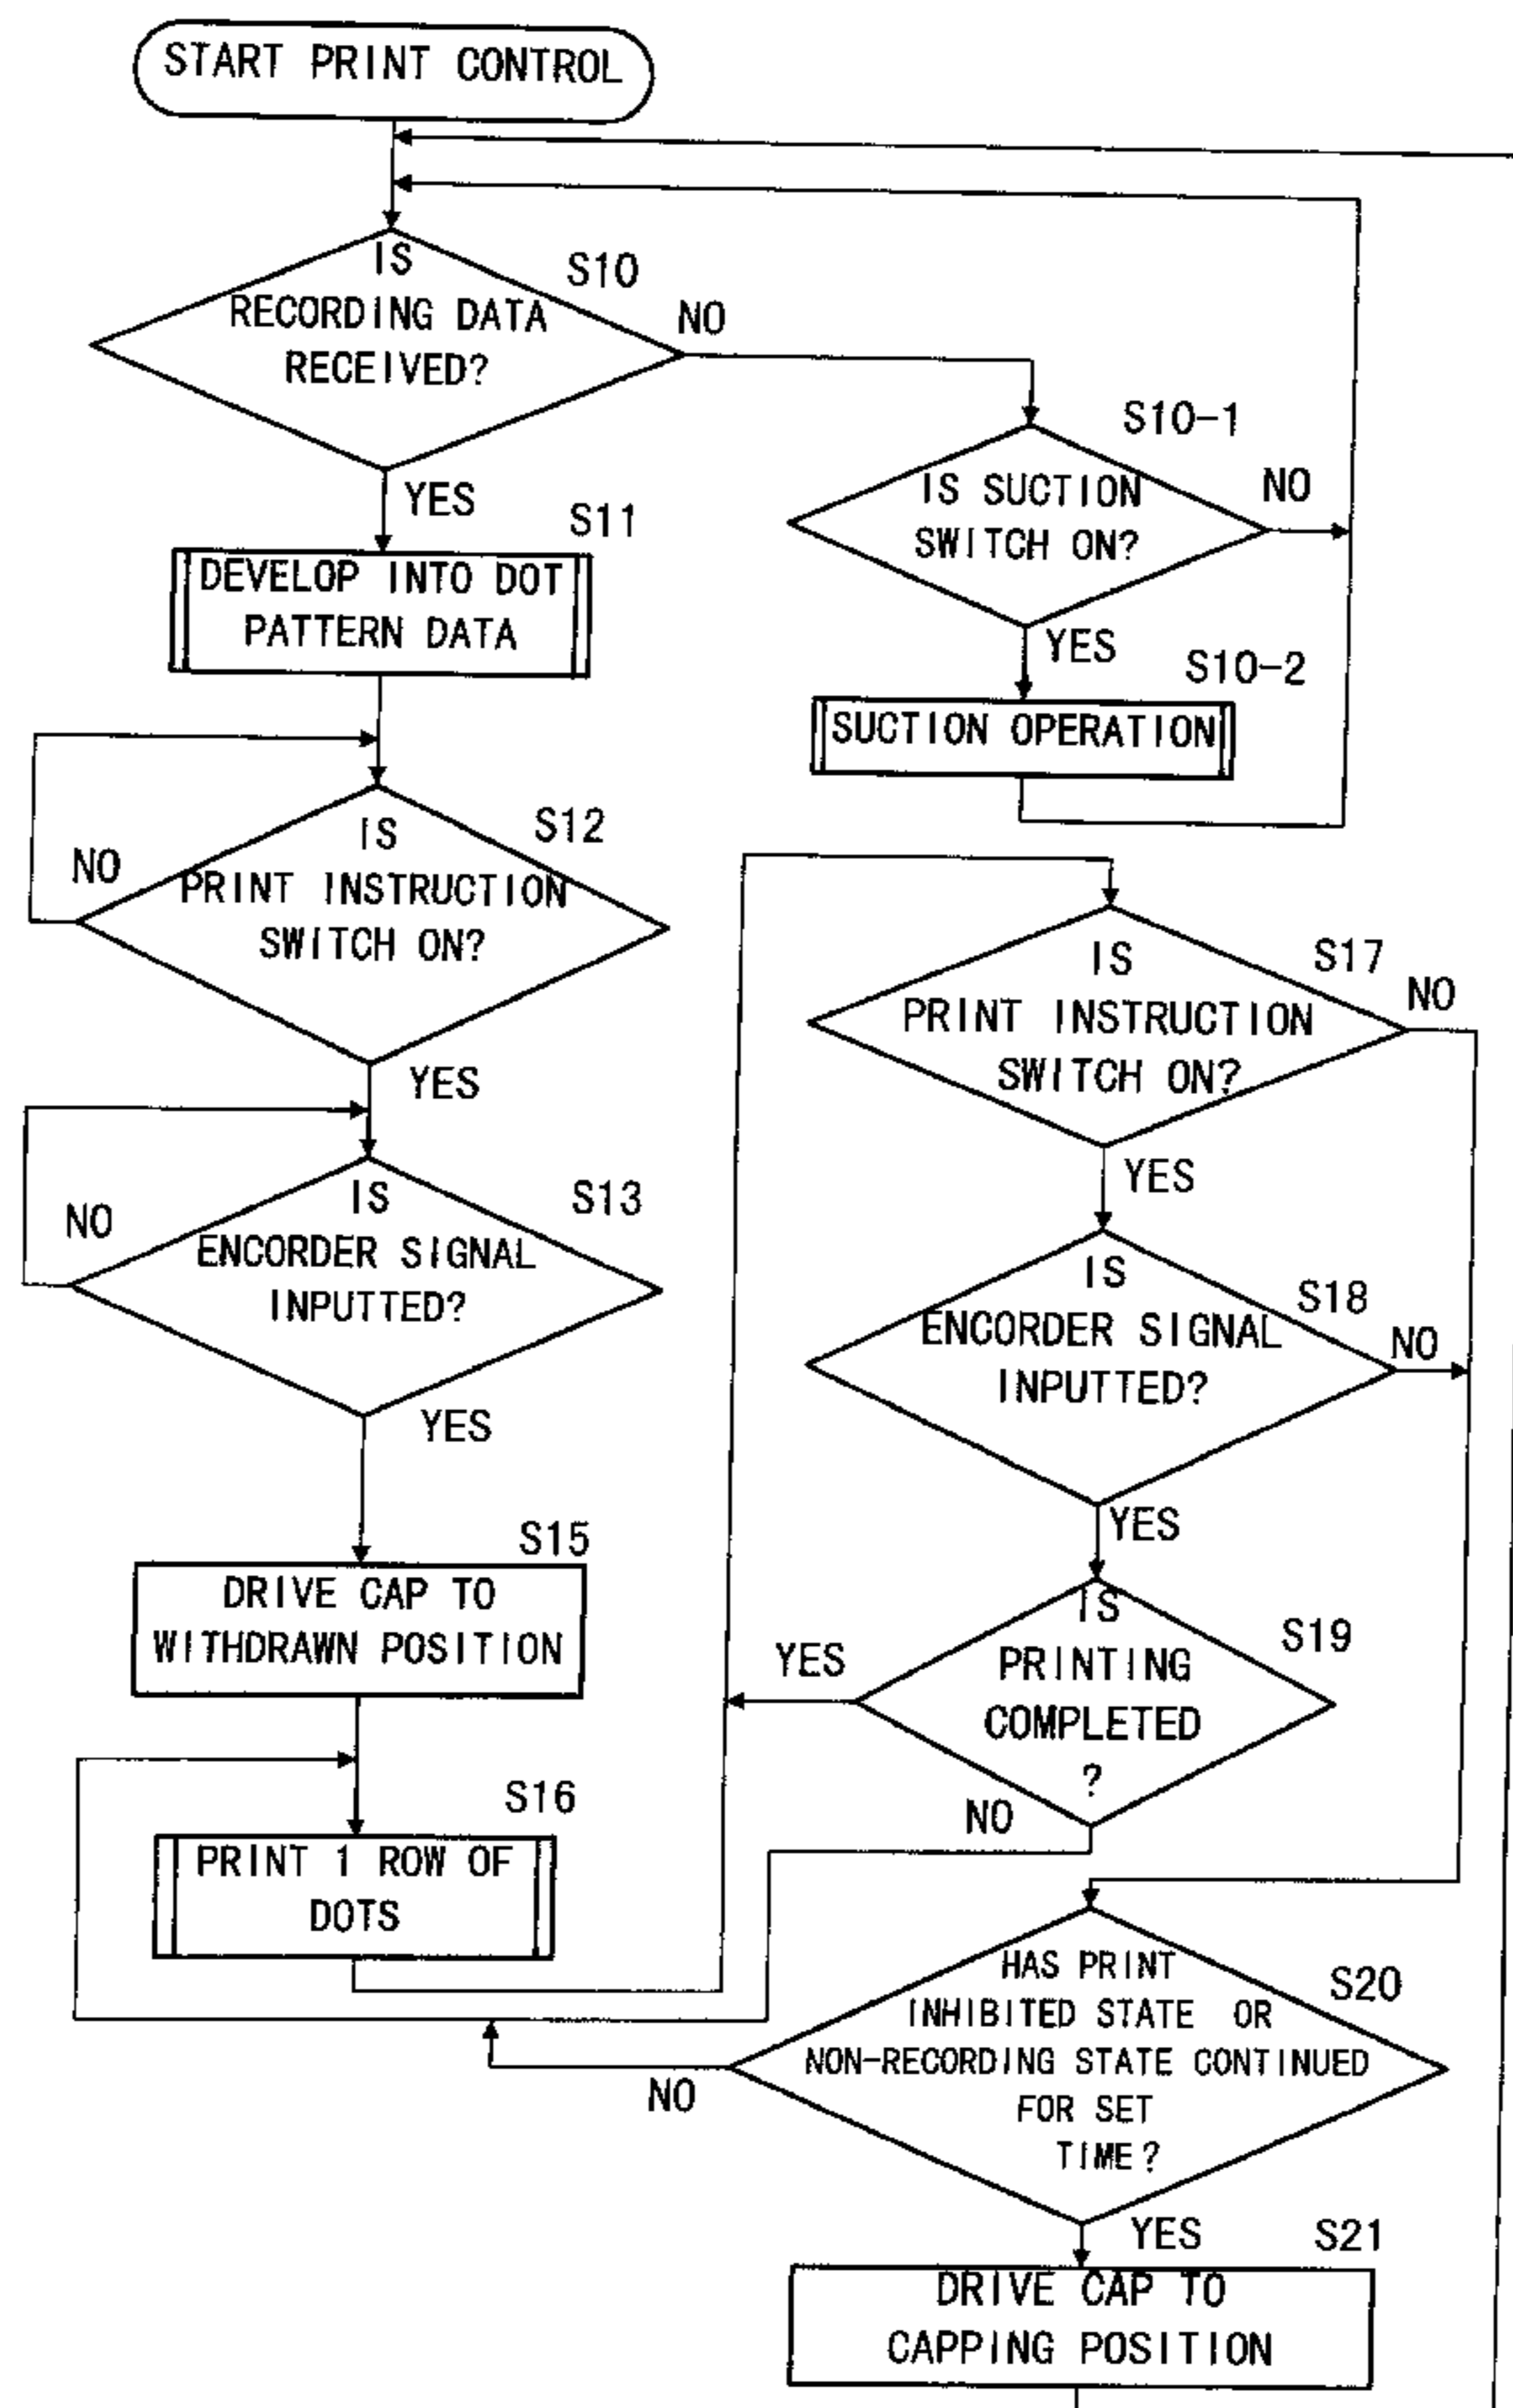 START PRINT CONTROL
IS
RECORDING DATA
RECEIVED?
S10
NO
YES
S10-1
IS SUCTION
SWITCH ON?
NO
YES
S10-2
SUCTION OPERATION
S11
DEVELOP INTO DOT
PATTERN DATA
S12
IS
PRINT INSTRUCTION
SWITCH ON?
NO
YES
S13
IS
ENCORDER SIGNAL
INPUTTED?
NO
YES
S15
DRIVE CAP TO
WITHDRAWN POSITION
S16
PRINT 1 ROW OF
DOTS
S17
IS
PRINT INSTRUCTION
SWITCH ON?
NO
YES
S18
IS
ENCORDER SIGNAL
INPUTTED?
NO
YES
S19
IS
PRINTING
COMPLETED
?
YES
NO
S20
HAS PRINT
INHIBITED STATE OR
NON-RECORDING STATE CONTINUED
FOR SET
TIME?
NO
YES
S21
DRIVE CAP TO
CAPPING POSITION